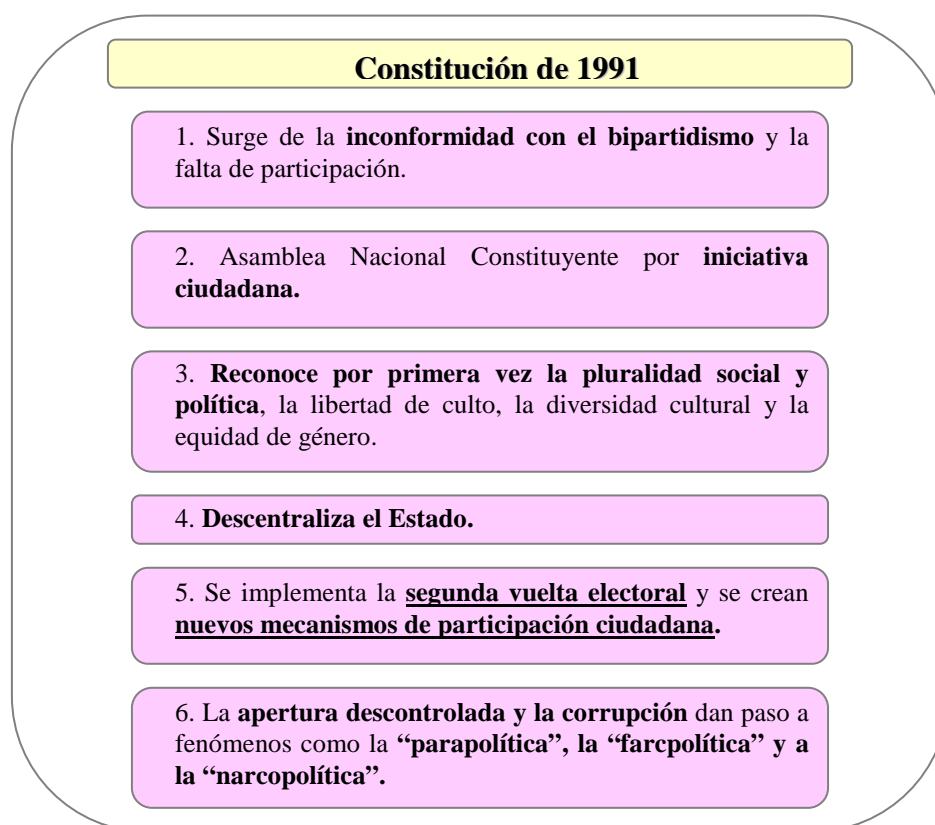 Constitución de 1991
1. Surge de la inconformidad con el bipartidismo y la
falta de participación.
2. Asamblea Nacional Constituyente por iniciativa
ciudadana.
3. Reconoce por primera vez la pluralidad social y
política, la libertad de culto, la diversidad cultural y la
equidad de género.
4. Descentraliza el Estado.
5. Se implementa la segunda vuelta electoral y se crean
nuevos mecanismos de participación ciudadana.
6. La apertura descontrolada y la corrupción dan paso a
fenómenos como la “parapolítica”, la “farcpolítica” y a
la “narcopolítica”.